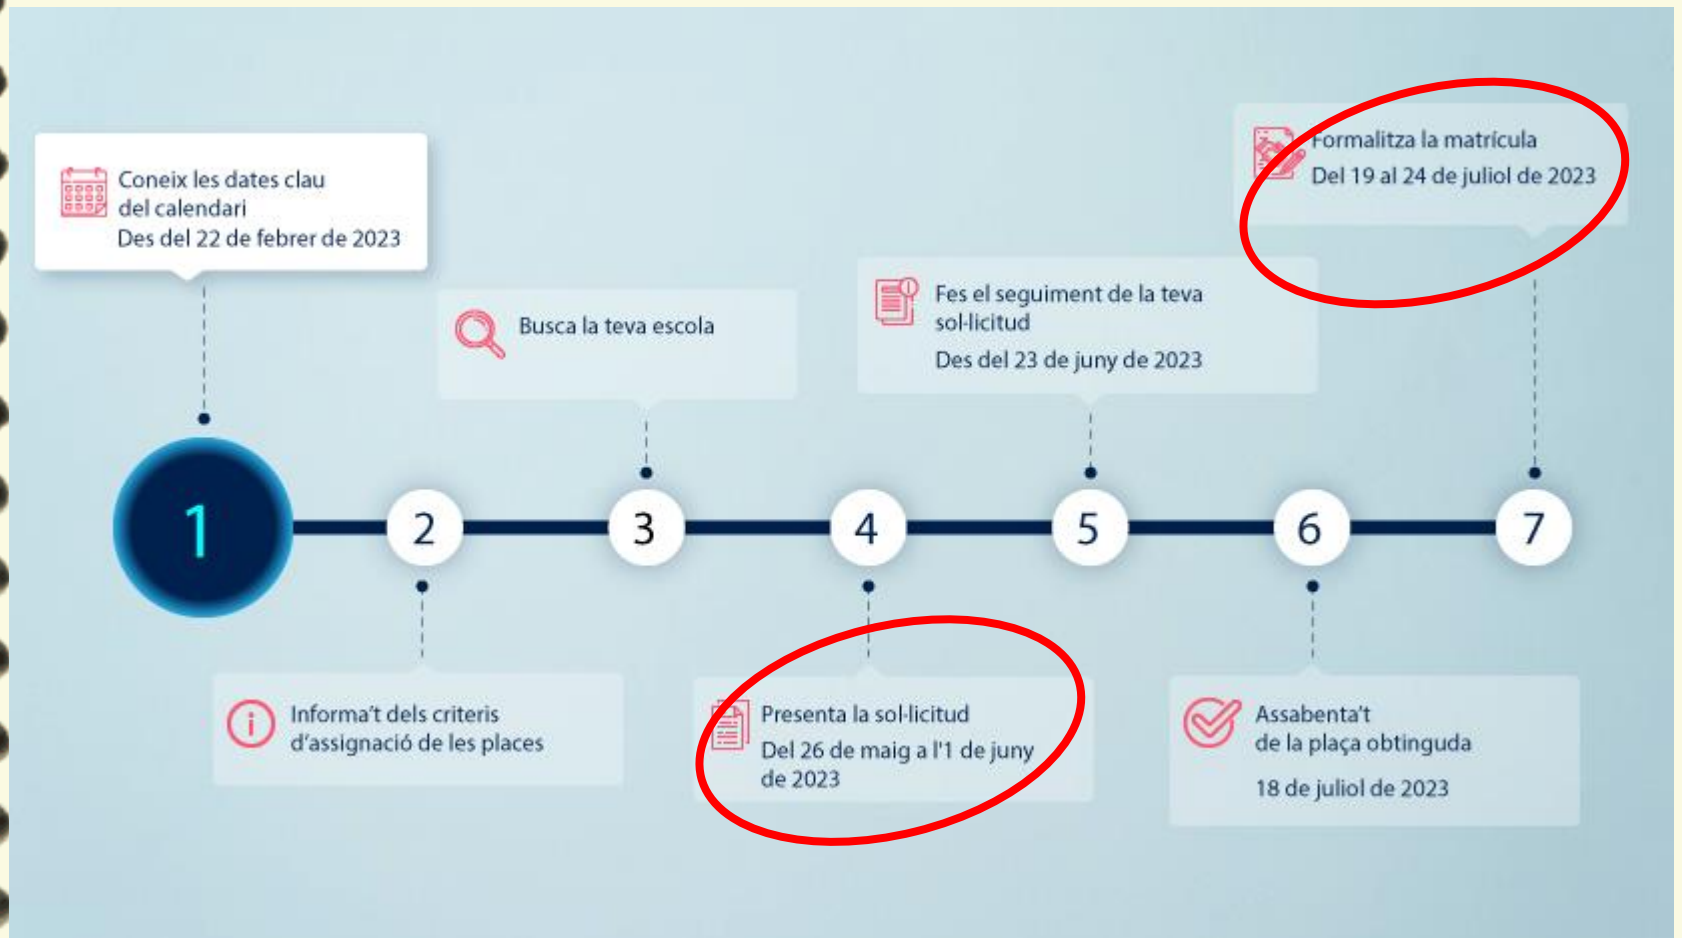 Coneix les dates clau
del calendari
Des del 22 de febrer de 2023
Busca la teva escola
Fes el seguiment de la teva
sol·licitud
Des del 23 de juny de 2023
Formalitza la matrícula
Del 19 al 24 de juliol de 2023
1
2
3
4
5
6
7
Informa't dels criteris
d'assignació de les places
Presenta la sol·licitud
Del 26 de maig a l'1 de juny
de 2023
Assabenta't
de la plaça obtinguda
18 de juliol de 2023